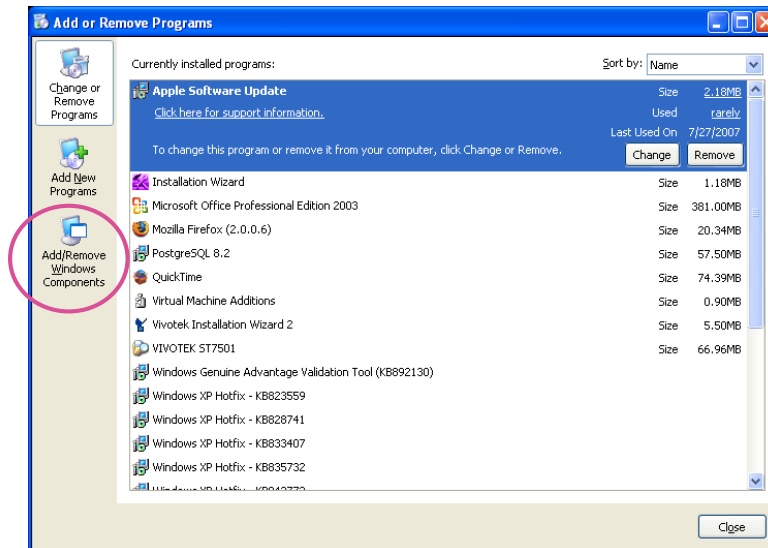 Add or Remove Programs
Change or
Remove
Programs
Add New
Programs
Add/Remove
Windows
Components
Currently installed programs:
Sort by: Name
Apple Software Update Size 2.18MB
Click here for support information. Used rarely
Last Used On 7/27/2007
To change this program or remove it from your computer, click Change or Remove. Change Remove
Installation Wizard Size 1.18MB
Microsoft Office Professional Edition 2003 Size 381.00MB
Mozilla Firefox (2.0.0.6) Size 20.34MB
PostgreSQL 8.2 Size 57.50MB
QuickTime Size 74.39MB
Virtual Machine Additions Size 0.90MB
Vivotek Installation Wizard 2 Size 5.50MB
VIVOTEK ST7501 Size 66.96MB
Windows Genuine Advantage Validation Tool (KB892130)
Windows XP Hotfix - KB823559
Windows XP Hotfix - KB828741
Windows XP Hotfix - KB833407
Windows XP Hotfix - KB835732
Windows XP Hotfix
Close